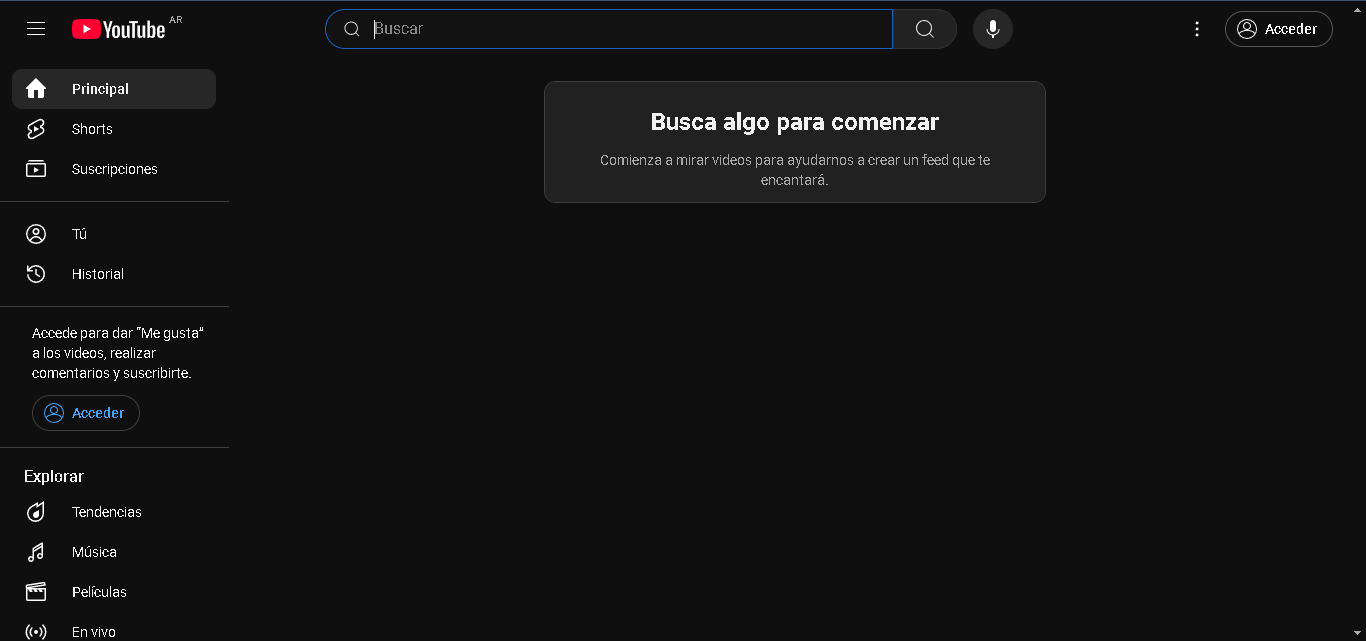 YouTube AR
Buscar
Acceder
Principal
Shorts
Suscripciones
Tú
Historial
Accede para dar “Me gusta”
a los videos, realizar
comentarios y suscribirte.
Acceder
Explorar
Tendencias
Música
Películas
En vivo
Busca algo para comenzar
Comienza a mirar videos para ayudarnos a crear un feed que te
encantará.